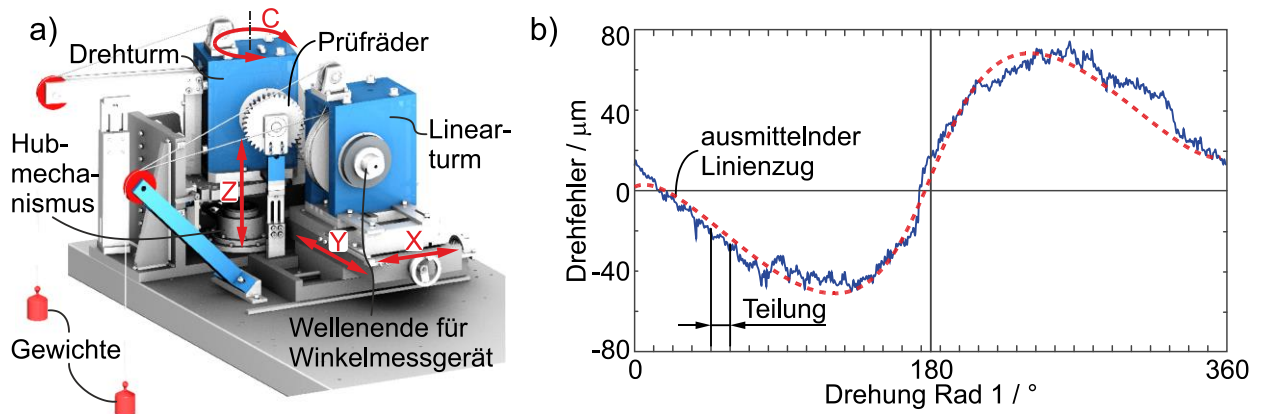 a)
C
Drehturm
Prüfräder
Linear-
turm
Hub-
mecha-
nismus
Z
Y
X
Wellenende für
Winkelmessgerät
Gewichte
b)
80
40
0
-40
-80
Drehfehler / μm
ausmittelnder
Linienzug
Teilung
0
180
360
Drehung Rad 1 / °